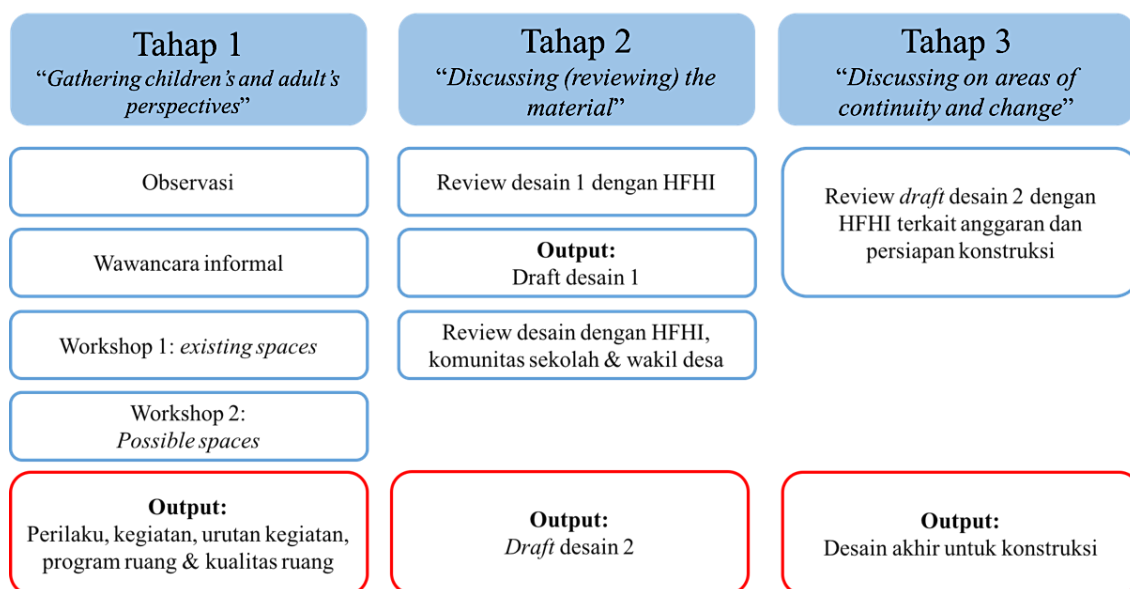 Tahap 1
“Gathering children’s and adult’s
perspectives”
Observasi
Wawancara informal
Workshop 1: existing spaces
Workshop 2:
Possible spaces
Output:
Perilaku, kegiatan, urutan kegiatan,
program ruang & kualitas ruang
Tahap 2
“Discussing (reviewing) the
material”
Review desain 1 dengan HFHI
Output:
Draft desain 1
Review desain dengan HFHI,
komunitas sekolah & wakil desa
Output:
Draft desain 2
Tahap 3
“Discussing on areas of
continuity and change”
Review draft desain 2 dengan
HFHI terkait anggaran dan
persiapan konstruksi
Output:
Desain akhir untuk konstruksi